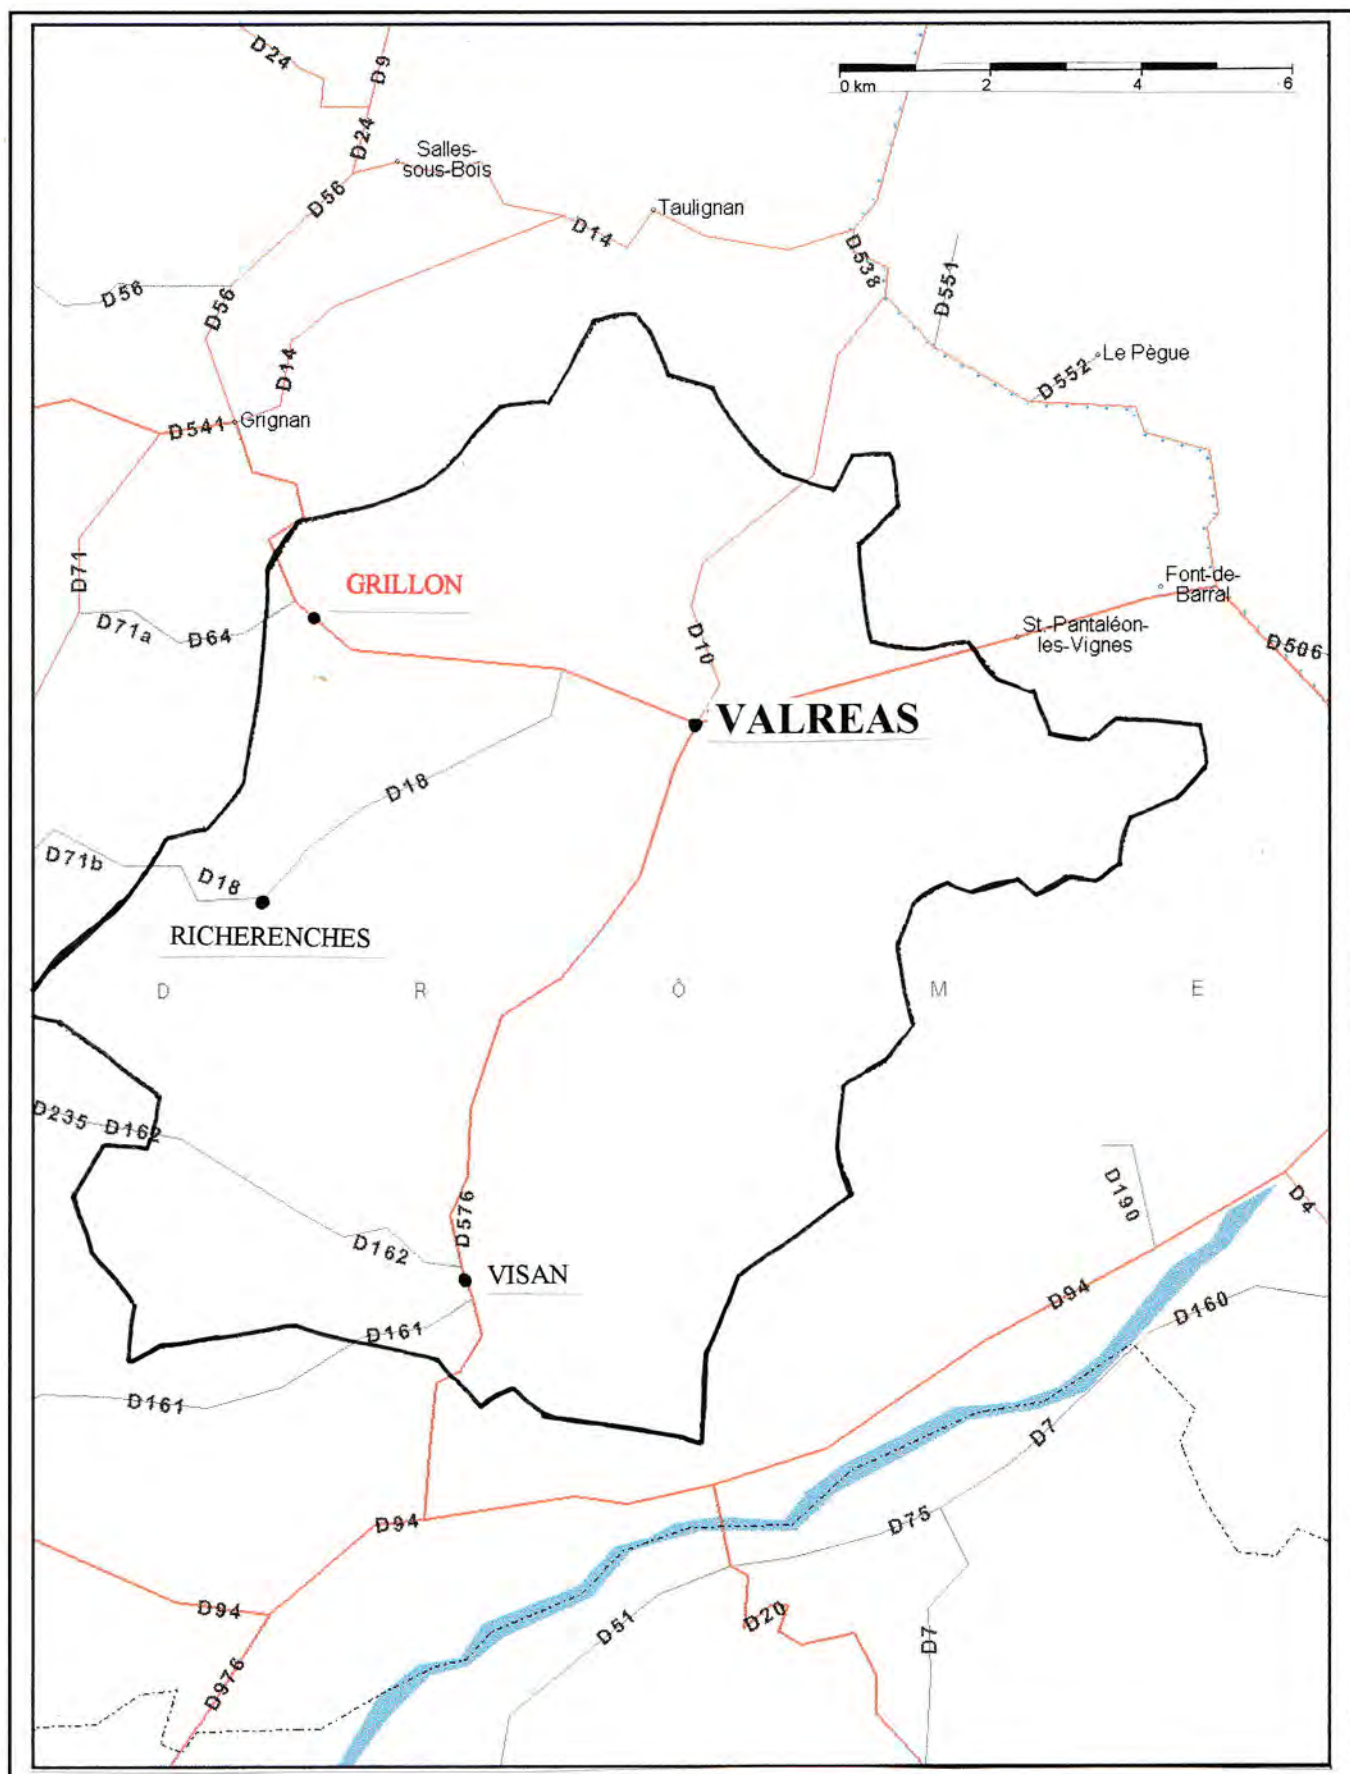 D24
D9
0 km
2
4
6
D24
Salles-
sous-Bois
D56
Taulignan
D14
D538
D551
D56
D56
D14
Le Pègue
D552
D541
Grignan
D71
GRILLON
Font-de-
Barral
D71a
D64
D10
St.-Pantaléon-
les-Vignes
D506
VALREAS
D18
D71b
D18
RICHERENCHES
D
R
Ô
M
E
D235
D162
D576
D190
D4
D162
VISAN
D94
D160
D161
D161
D7
D94
D75
D94
D51
D20
D7
D976